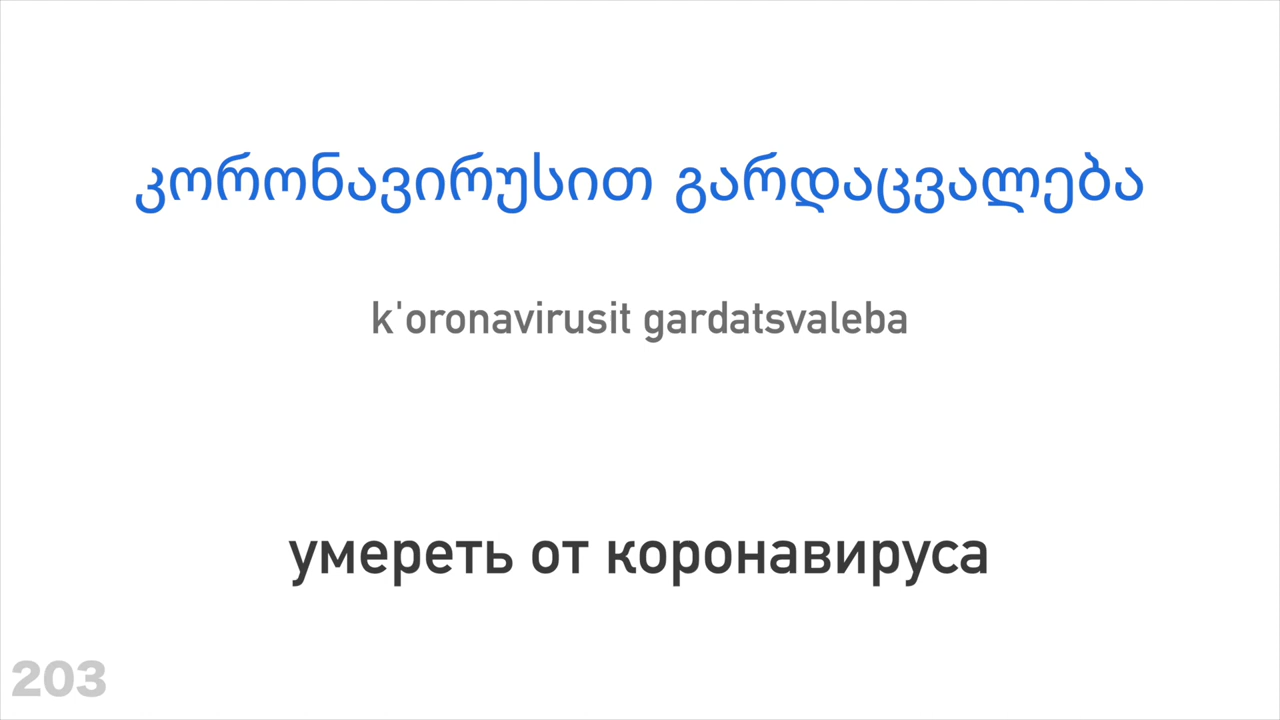 კორონავირუსით გარდაცვალება
k'oronavirusit gardatsvaleba
умереть от коронавируса
203